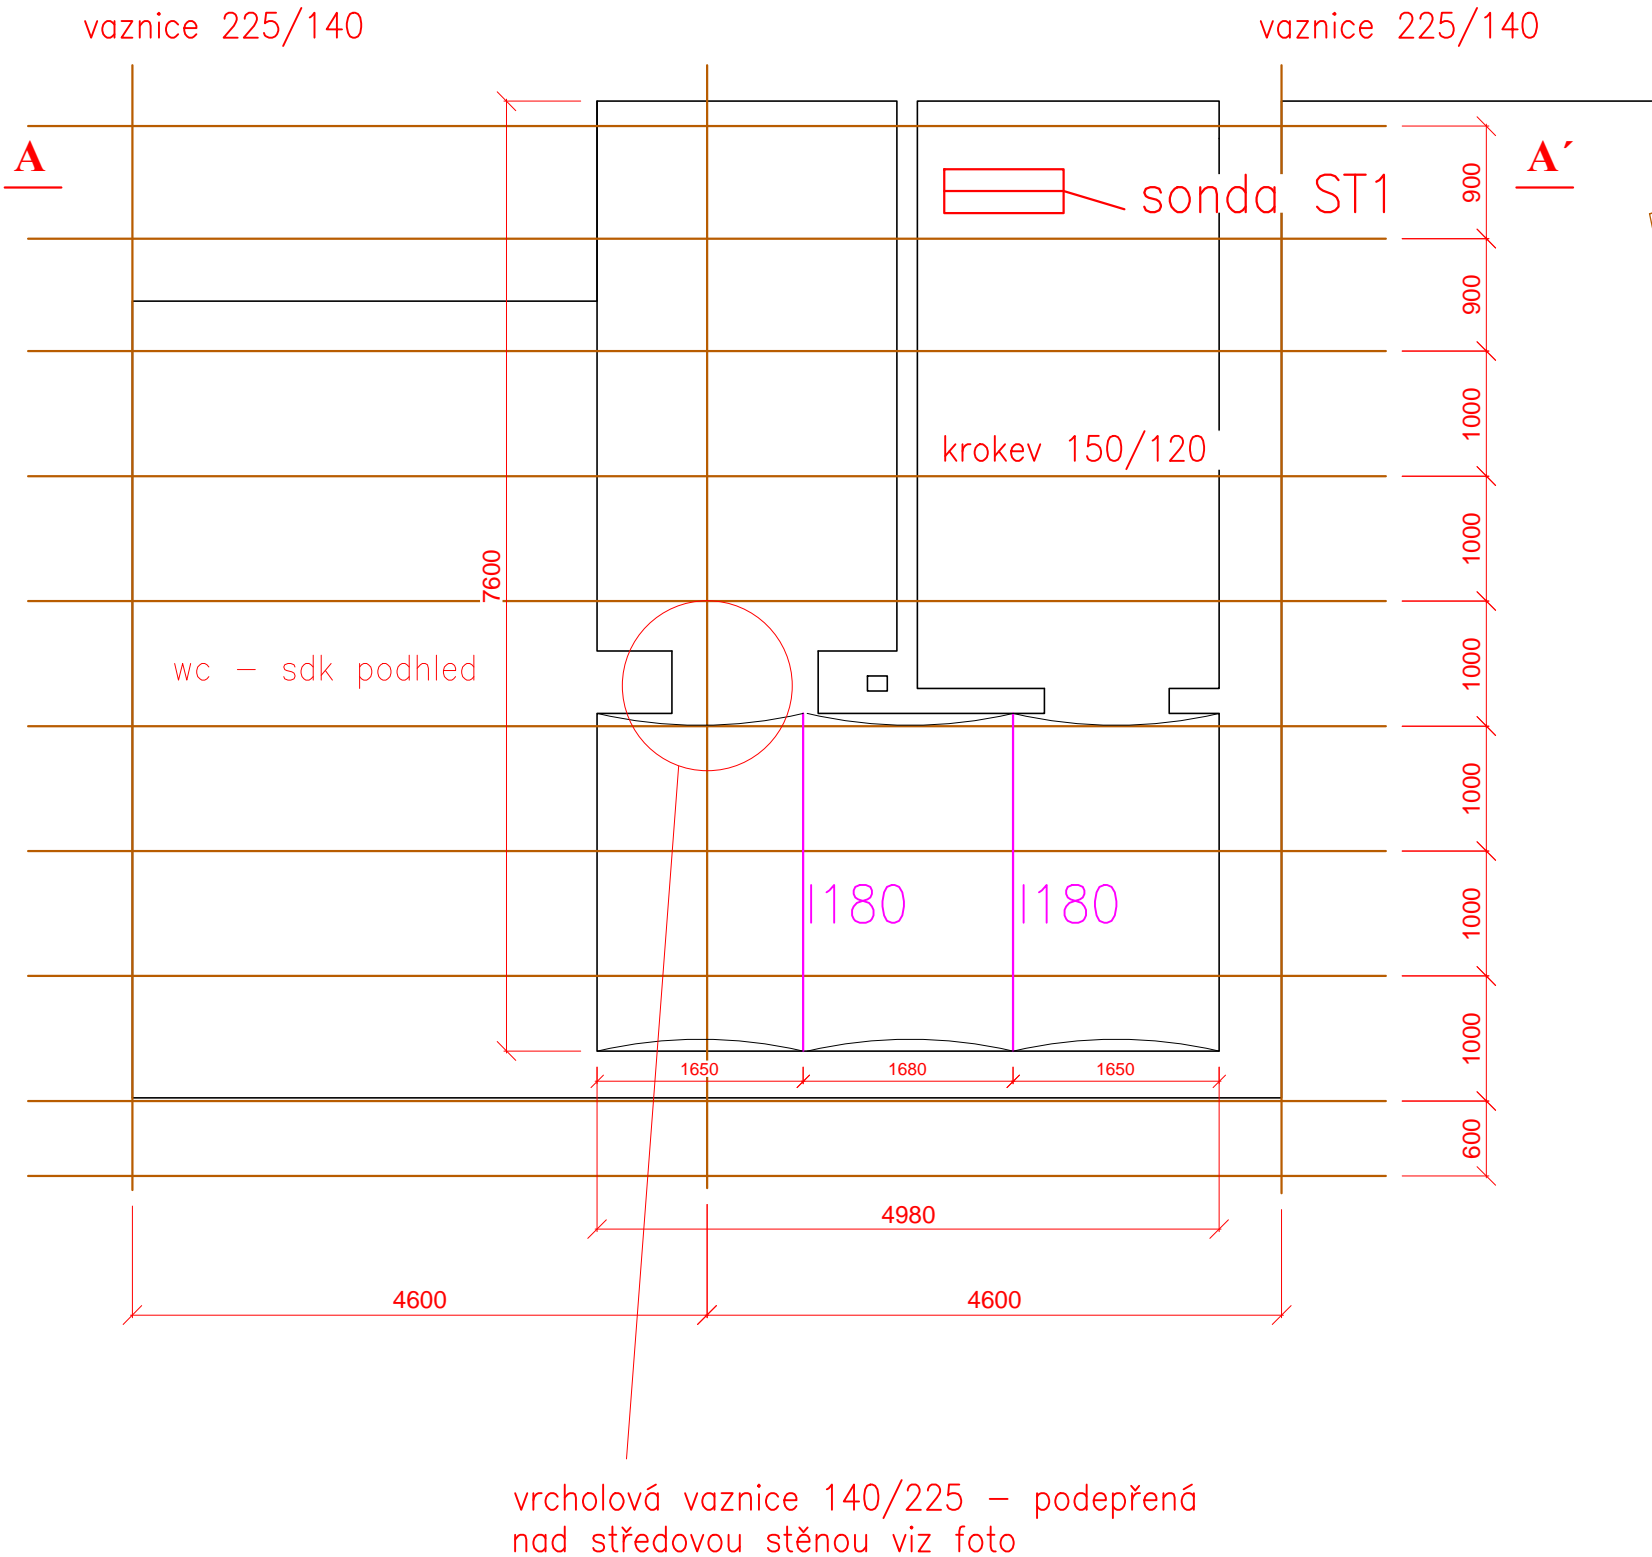 vaznice 225/140
vaznice 225/140
A
A´
sonda ST1
900
900
krokev 150/120
1000
1000
7600
wc – sdk podhled
1000
1000
I180
I180
1000
1000
1650
1680
1650
600
4980
4600
4600
vrcholová vaznice 140/225 – podepřená
nad středovou stěnou viz foto